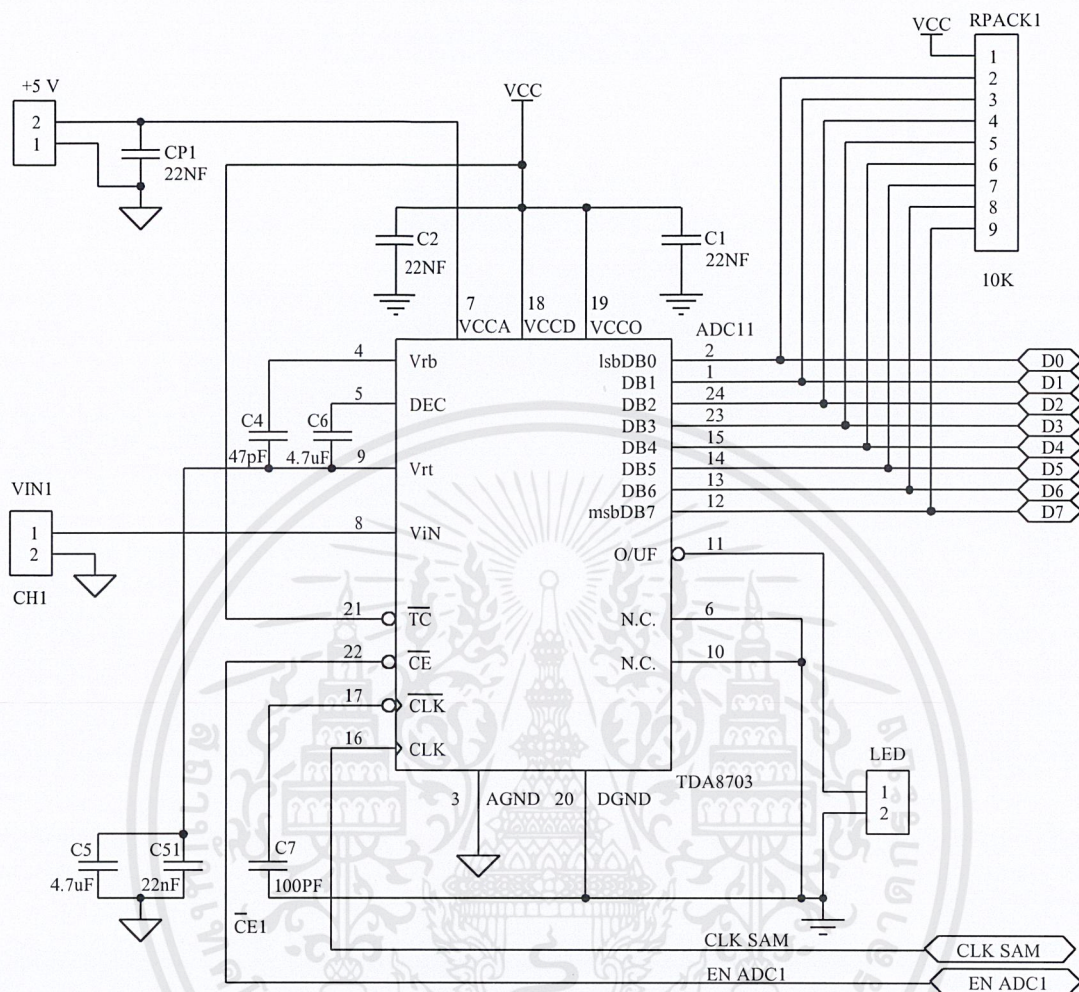 RPACK1
VCC
1
2
3
4
5
6
7
8
9
10K
+5 V
2
1
CP1
22NF
VCC
C2
22NF
C1
22NF
7
18
19
VCCA
VCCD
VCCO
ADC11
4
Vrb
5
DEC
9
Vrt
8
ViN
21
TC
22
CE
17
CLK
16
CLK
lsbDB0
2
D0
DB1
1
D1
DB2
24
D2
DB3
23
D3
DB4
15
D4
DB5
14
D5
DB6
13
D6
msbDB7
12
D7
O/UF
11
N.C.
6
N.C.
10
C4
47pF
C6
4.7uF
VIN1
1
2
CH1
TDA8703
3
AGND
20
DGND
LED
1
2
C5
4.7uF
C51
22nF
C7
100PF
CE1
CLK SAM
CLK SAM
EN ADC1
EN ADC1